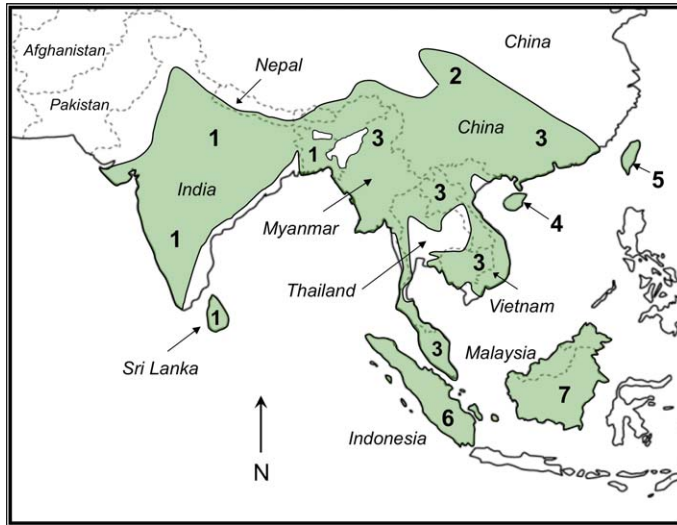 China
Afghanistan
Nepal
Pakistan
2
1
China
3
3
1
5
India
3
4
Myanmar
1
3
Thailand
Vietnam
1
Sri Lanka
3
Malaysia
7
6
Indonesia
N